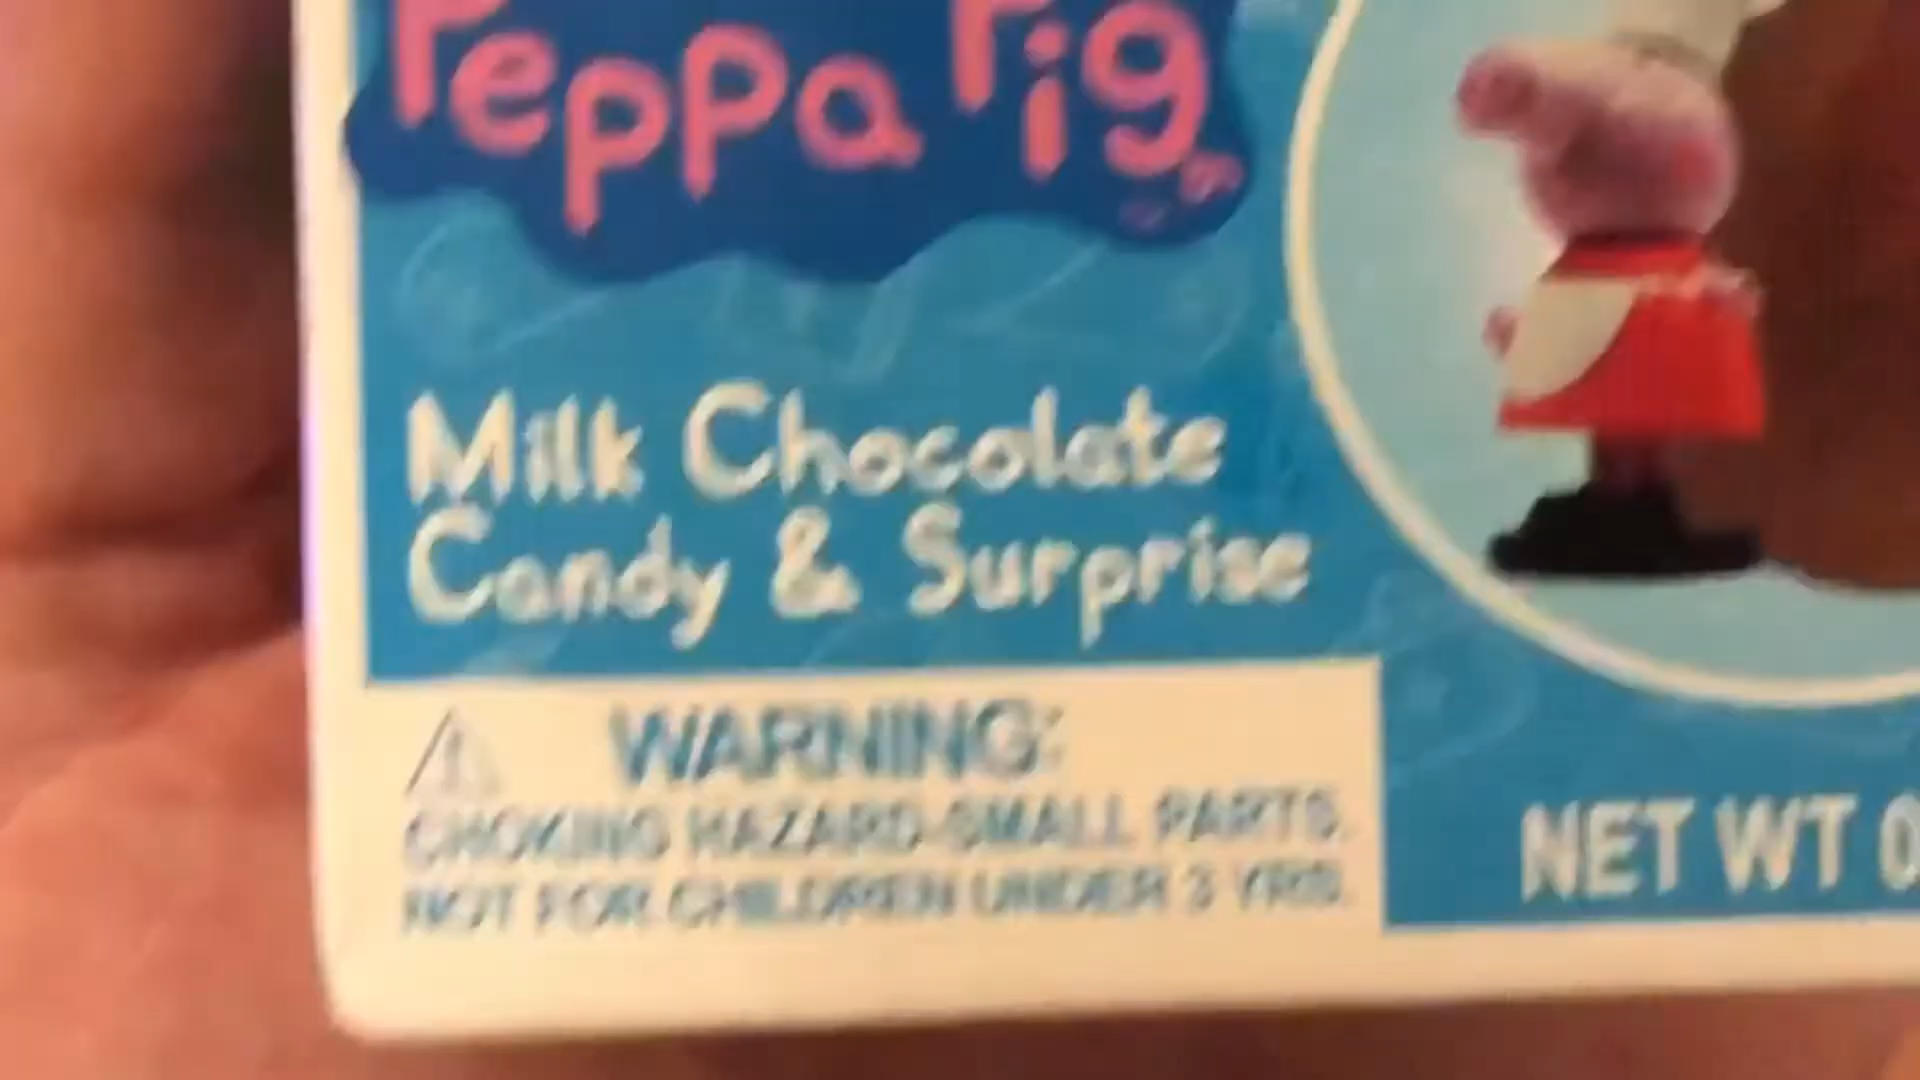 Peppa Pig
Milk Chocolate
Candy & Surprise
WARNING:
CHOKING HAZARD-SMALL PARTS.
NOT FOR CHILDREN UNDER 3 YRS.
NET WT 0